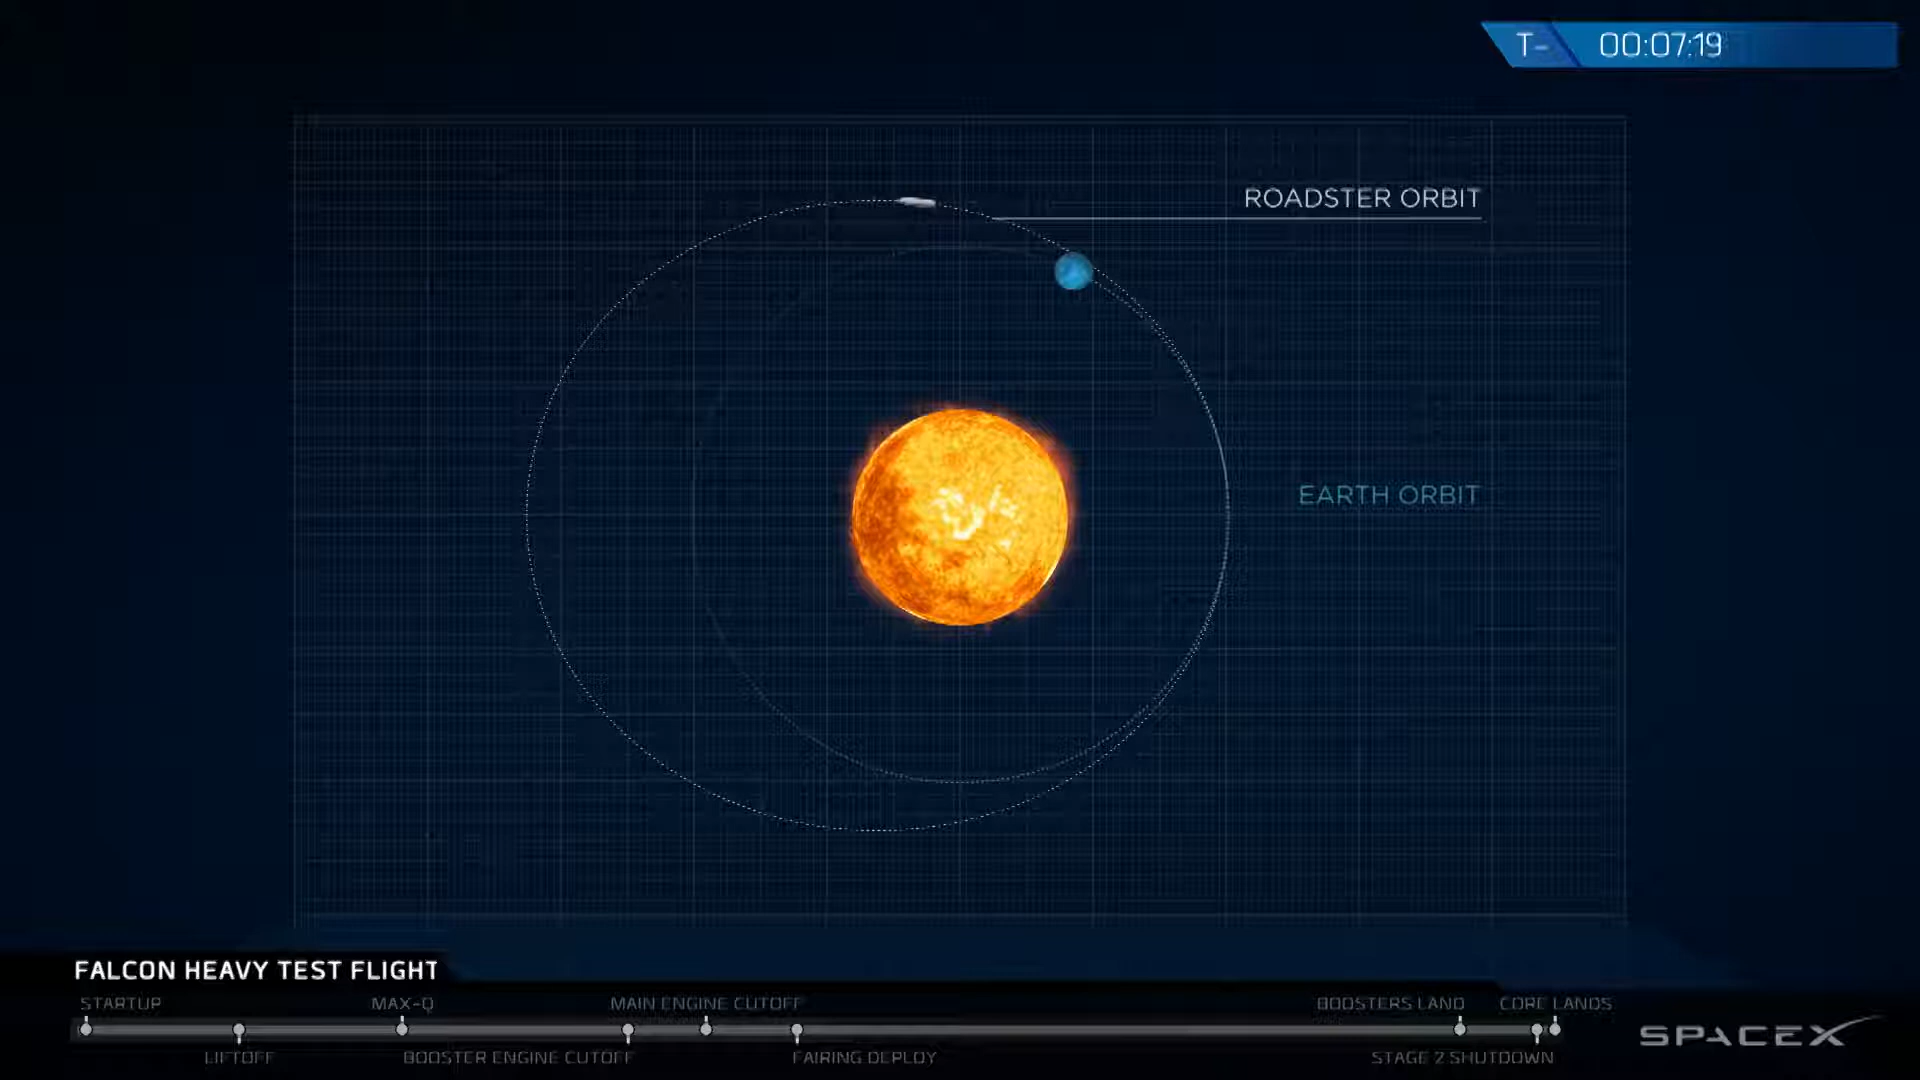 T- 00:07:19
ROADSTER ORBIT
EARTH ORBIT
FALCON HEAVY TEST FLIGHT
STARTUP MAX-Q MAIN ENGINE CUTOFF BOOSTERS LAND CORE LANDS
LIFTOFF BOOSTER ENGINE CUTOFF FAIRING DEPLOY STAGE 2 SHUTDOWN
SPACEX